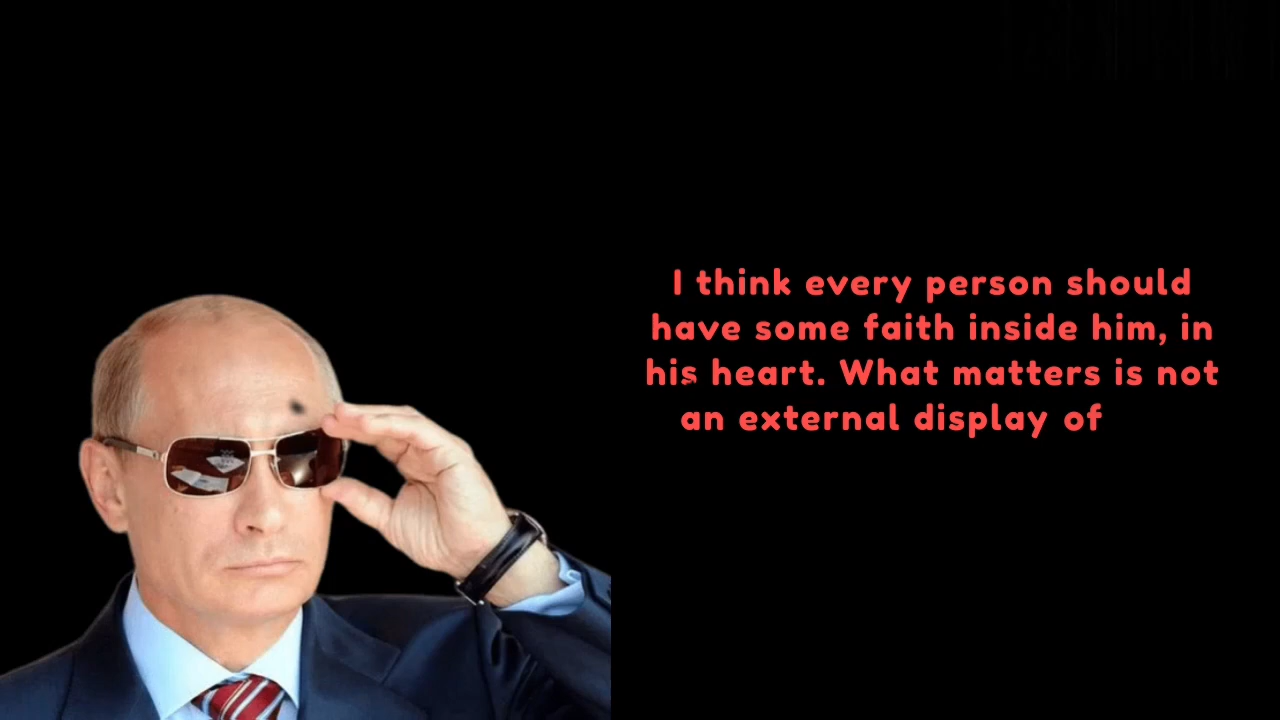 I think every person should
have some faith inside him, in
his heart. What matters is not
an external display of